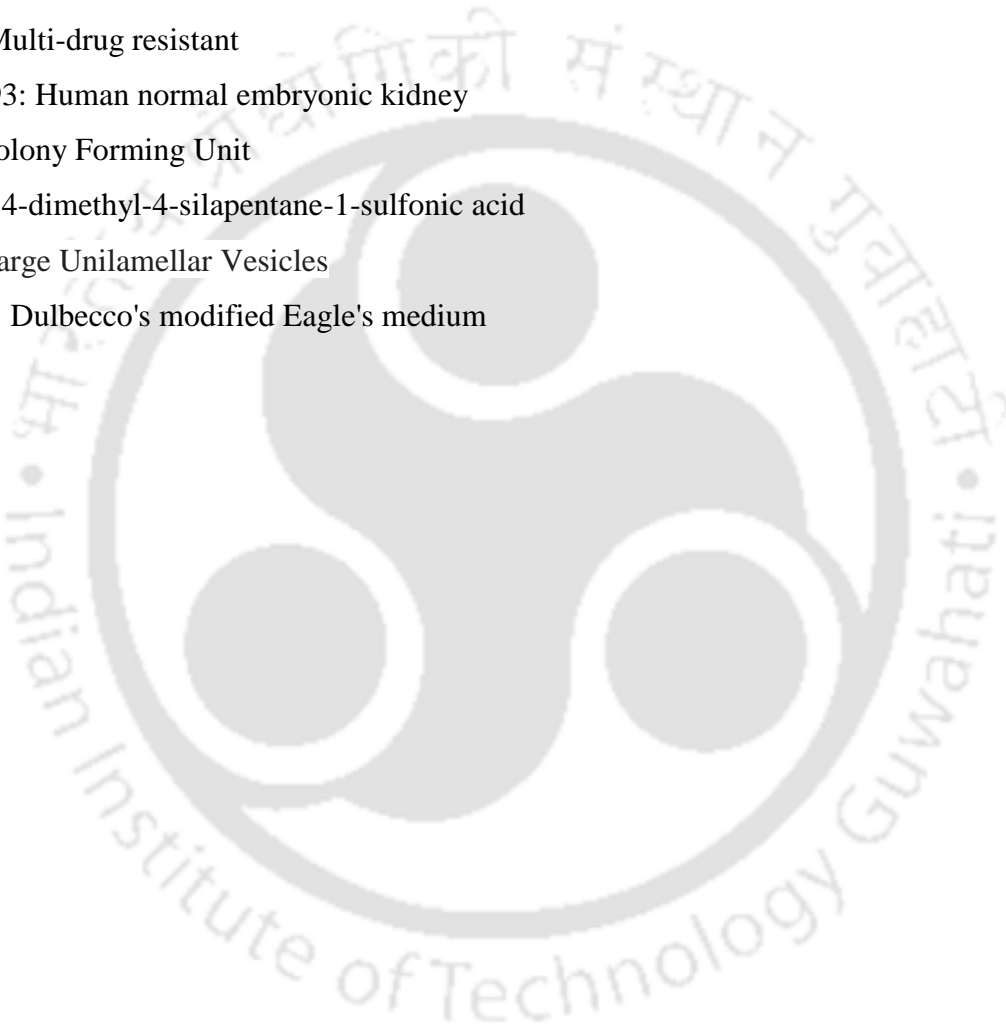 Multi-drug resistant
93: Human normal embryonic kidney
olony Forming Unit
4-dimethyl-4-silapentane-1-sulfonic acid
arge Unilamellar Vesicles
Dulbecco's modified Eagle's medium
भारतीय प्रौद्योगिकी संस्थान गुवाहाटी
• Indian Institute of Technology Guwahati •